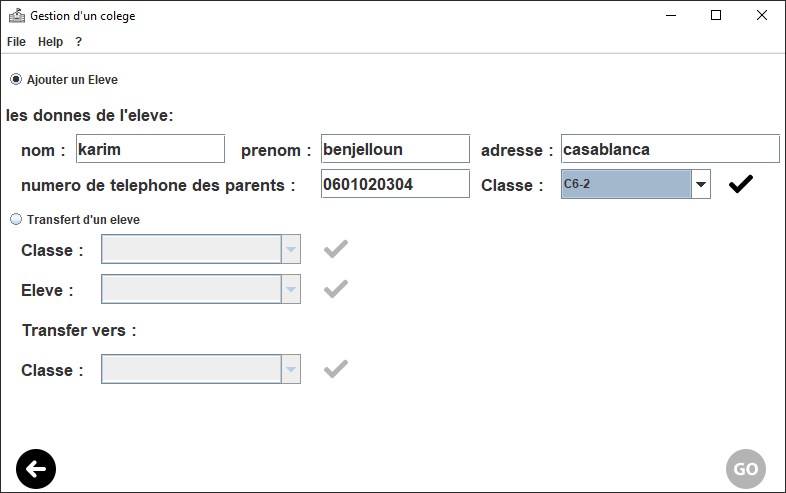 Gestion d'un colege
File Help ?
Ajouter un Eleve
les donnes de l'eleve:
nom : karim prenom : benjelloun adresse : casablanca
numero de telephone des parents : 0601020304 Classe : C6-2
Transfert d'un eleve
Classe :
Eleve :
Transfer vers :
Classe :
GO